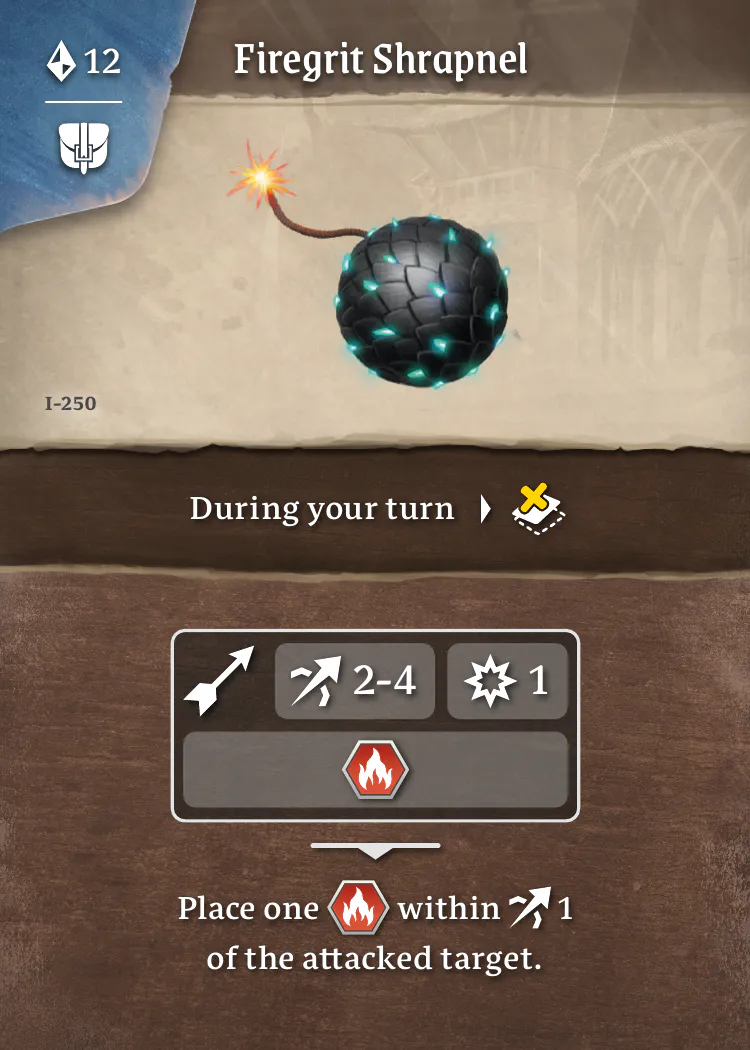 12
Firegrit Shrapnel
I-250
During your turn
2-4
1
Place one within 1
of the attacked target.